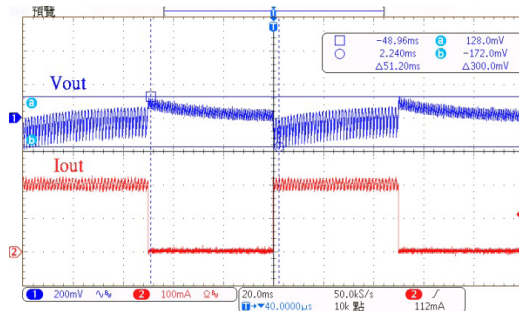 預覽
T
T
-48.96ms a 128.0mV
2.240ms b -172.0mV
Δ51.20ms Δ300.0mV
Vout
a
1
b
Iout
2
1 200mV 2 100mA 20.0ms 50.0kS/s 2
T→▼40.0000µs 10k 點 112mA